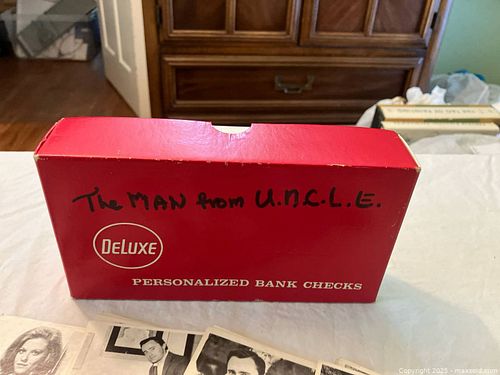 The MAN from U.N.C.L.E.
DELUXE
PERSONALIZED BANK CHECKS
Copyright 2025 - maxsold.com